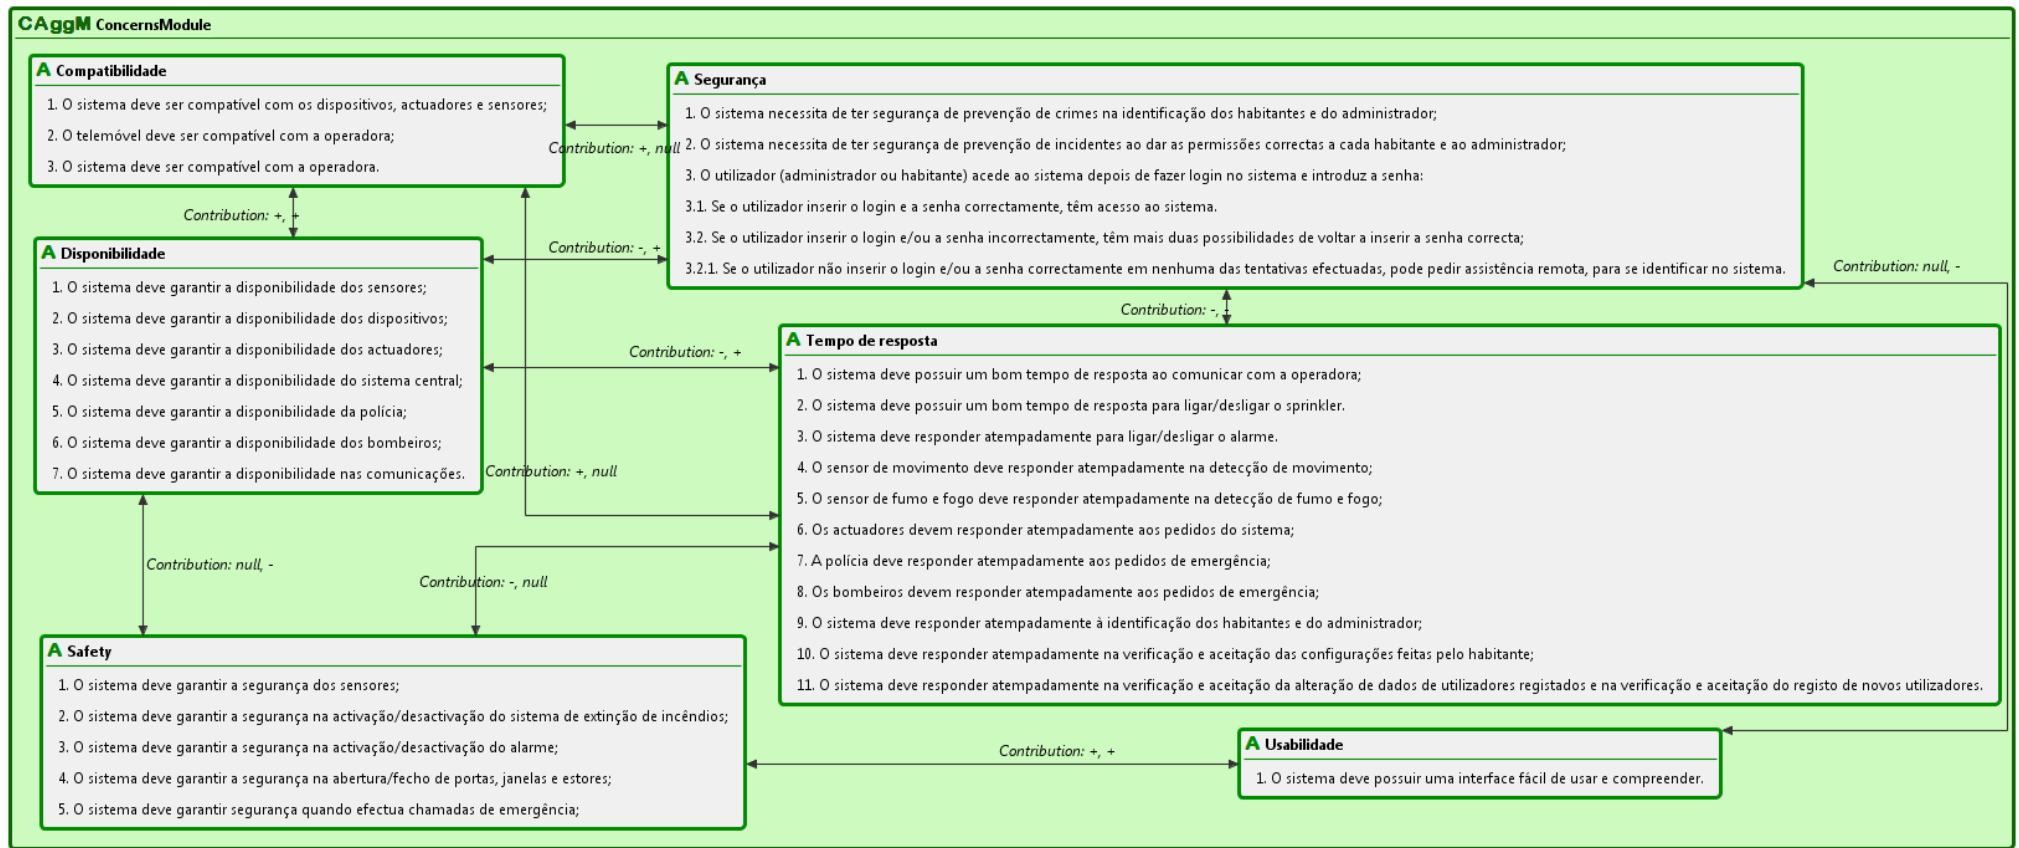 CAggM ConcernsModule
A Compatibilidade
1. O sistema deve ser compatível com os dispositivos, actuadores e sensores;
2. O telemóvel deve ser compatível com a operadora;
3. O sistema deve ser compatível com a operadora.
Contribution: +, null
A Segurança
1. O sistema necessita de ter segurança de prevenção de crimes na identificação dos habitantes e do administrador;
2. O sistema necessita de ter segurança de prevenção de incidentes ao dar as permissões correctas a cada habitante e ao administrador;
3. O utilizador (administrador ou habitante) acede ao sistema depois de fazer login no sistema e introduz a senha:
3.1. Se o utilizador inserir o login e a senha correctamente, têm acesso ao sistema.
3.2. Se o utilizador inserir o login e/ou a senha incorrectamente, têm mais duas possibilidades de voltar a inserir a senha correcta;
3.2.1. Se o utilizador não inserir o login e/ou a senha correctamente em nenhuma das tentativas efectuadas, pode pedir assistência remota, para se identificar no sistema.
Contribution: +, +
Contribution: -, +
Contribution: null, -
A Disponibilidade
1. O sistema deve garantir a disponibilidade dos sensores;
2. O sistema deve garantir a disponibilidade dos dispositivos;
3. O sistema deve garantir a disponibilidade dos actuadores;
4. O sistema deve garantir a disponibilidade do sistema central;
5. O sistema deve garantir a disponibilidade da polícia;
6. O sistema deve garantir a disponibilidade dos bombeiros;
7. O sistema deve garantir a disponibilidade nas comunicações.
Contribution: -,
Contribution: -, +
Contribution: +, null
A Tempo de resposta
1. O sistema deve possuir um bom tempo de resposta ao comunicar com a operadora;
2. O sistema deve possuir um bom tempo de resposta para ligar/desligar o sprinkler.
3. O sistema deve responder atempadamente para ligar/desligar o alarme.
4. O sensor de movimento deve responder atempadamente na detecção de movimento;
5. O sensor de fumo e fogo deve responder atempadamente na detecção de fumo e fogo;
6. Os actuadores devem responder atempadamente aos pedidos do sistema;
7. A polícia deve responder atempadamente aos pedidos de emergência;
8. Os bombeiros devem responder atempadamente aos pedidos de emergência;
9. O sistema deve responder atempadamente à identificação dos habitantes e do administrador;
10. O sistema deve responder atempadamente na verificação e aceitação das configurações feitas pelo habitante;
11. O sistema deve responder atempadamente na verificação e aceitação da alteração de dados de utilizadores registados e na verificação e aceitação do registo de novos utilizadores.
Contribution: null, -
Contribution: -, null
A Safety
1. O sistema deve garantir a segurança dos sensores;
2. O sistema deve garantir a segurança na activação/desactivação do sistema de extinção de incêndios;
3. O sistema deve garantir a segurança na activação/desactivação do alarme;
4. O sistema deve garantir a segurança na abertura/fecho de portas, janelas e estores;
5. O sistema deve garantir segurança quando efectua chamadas de emergência;
Contribution: +, +
A Usabilidade
1. O sistema deve possuir uma interface fácil de usar e compreender.